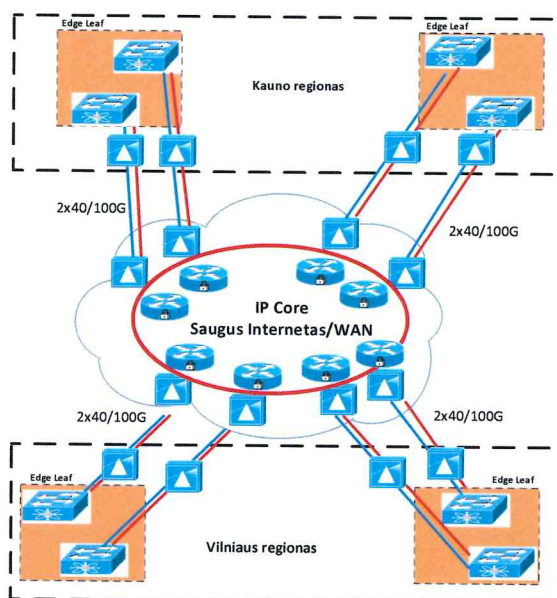 Edge Leaf
Edge Leaf
Kauno regionas
2x40/100G
2x40/100G
IP Core
Saugus Internetas/WAN
2x40/100G
2x40/100G
Edge Leaf
Edge Leaf
Vilniaus regionas